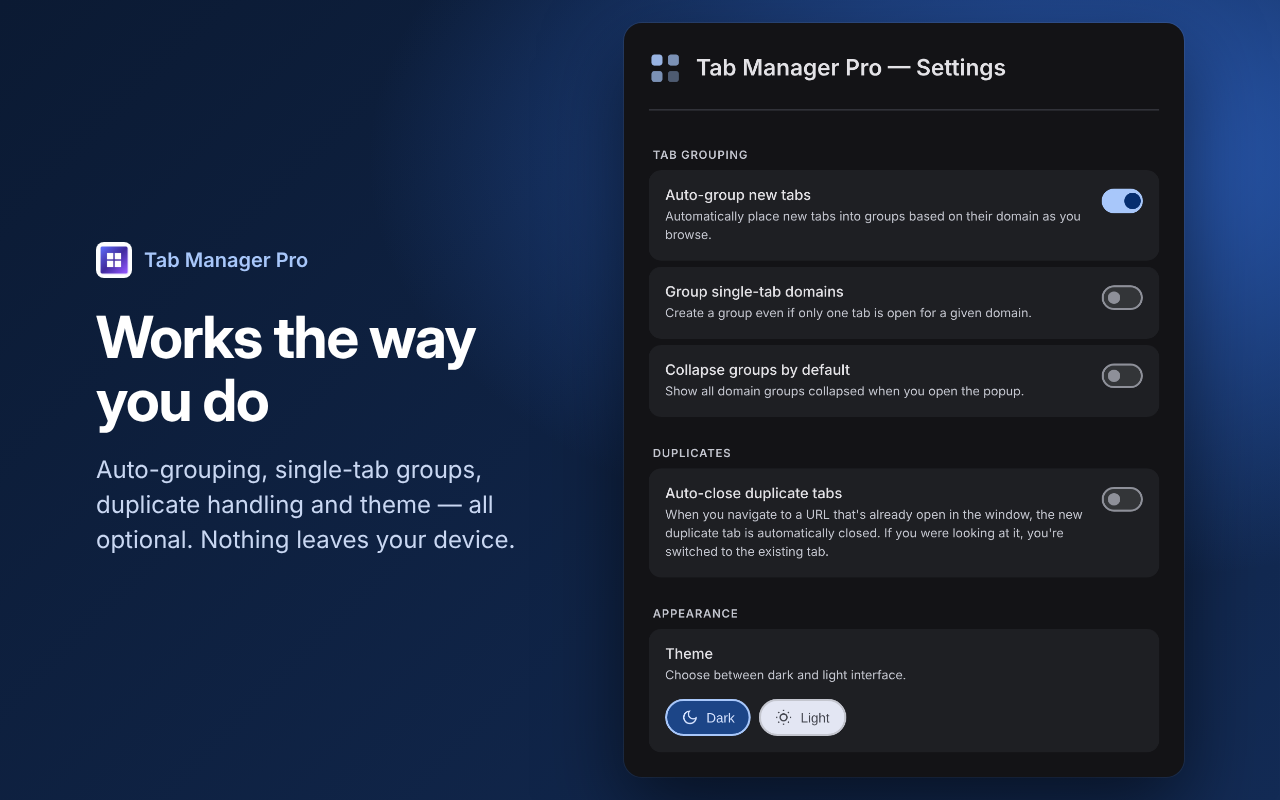 Tab Manager Pro
Works the way
you do
Auto-grouping, single-tab groups,
duplicate handling and theme — all
optional. Nothing leaves your device.
Tab Manager Pro — Settings
TAB GROUPING
Auto-group new tabs
Automatically place new tabs into groups based on their domain as you
browse.
Group single-tab domains
Create a group even if only one tab is open for a given domain.
Collapse groups by default
Show all domain groups collapsed when you open the popup.
DUPLICATES
Auto-close duplicate tabs
When you navigate to a URL that's already open in the window, the new
duplicate tab is automatically closed. If you were looking at it, you're
switched to the existing tab.
APPEARANCE
Theme
Choose between dark and light interface.
Dark
Light